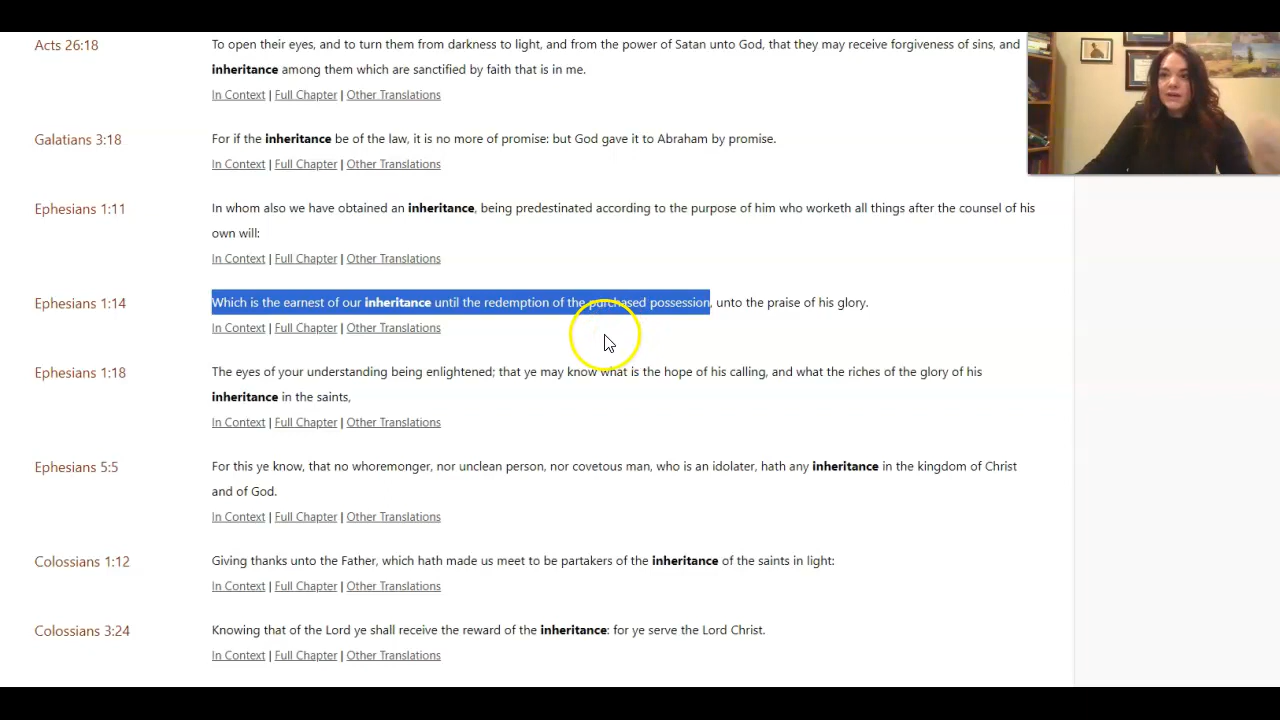 Acts 26:18 To open their eyes, and to turn them from darkness to light, and from the power of Satan unto God, that they may receive forgiveness of sins, and
inheritance among them which are sanctified by faith that is in me.
In Context | Full Chapter | Other Translations
Galatians 3:18 For if the inheritance be of the law, it is no more of promise: but God gave it to Abraham by promise.
In Context | Full Chapter | Other Translations
Ephesians 1:11 In whom also we have obtained an inheritance, being predestinated according to the purpose of him who worketh all things after the counsel of his
own will:
In Context | Full Chapter | Other Translations
Ephesians 1:14 Which is the earnest of our inheritance until the redemption of the purchased possession, unto the praise of his glory.
In Context | Full Chapter | Other Translations
Ephesians 1:18 The eyes of your understanding being enlightened; that ye may know what is the hope of his calling, and what the riches of the glory of his
inheritance in the saints,
In Context | Full Chapter | Other Translations
Ephesians 5:5 For this ye know, that no whoremonger, nor unclean person, nor covetous man, who is an idolater, hath any inheritance in the kingdom of Christ
and of God.
In Context | Full Chapter | Other Translations
Colossians 1:12 Giving thanks unto the Father, which hath made us meet to be partakers of the inheritance of the saints in light:
In Context | Full Chapter | Other Translations
Colossians 3:24 Knowing that of the Lord ye shall receive the reward of the inheritance: for ye serve the Lord Christ.
In Context | Full Chapter | Other Translations